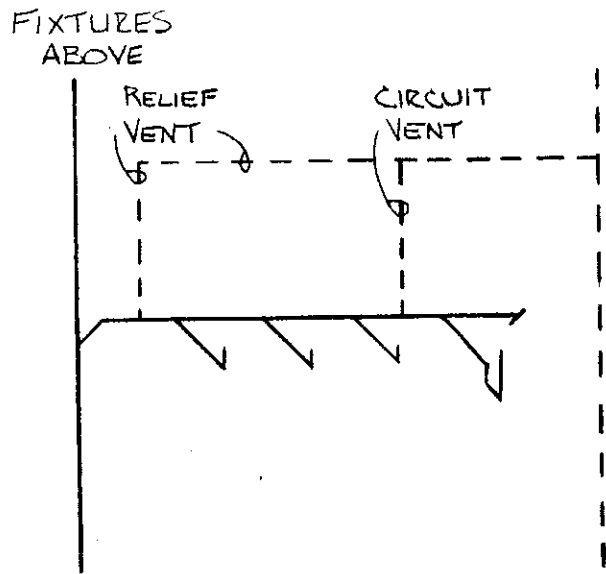 FIXTURES
ABOVE
RELIEF
VENT
CIRCUIT
VENT